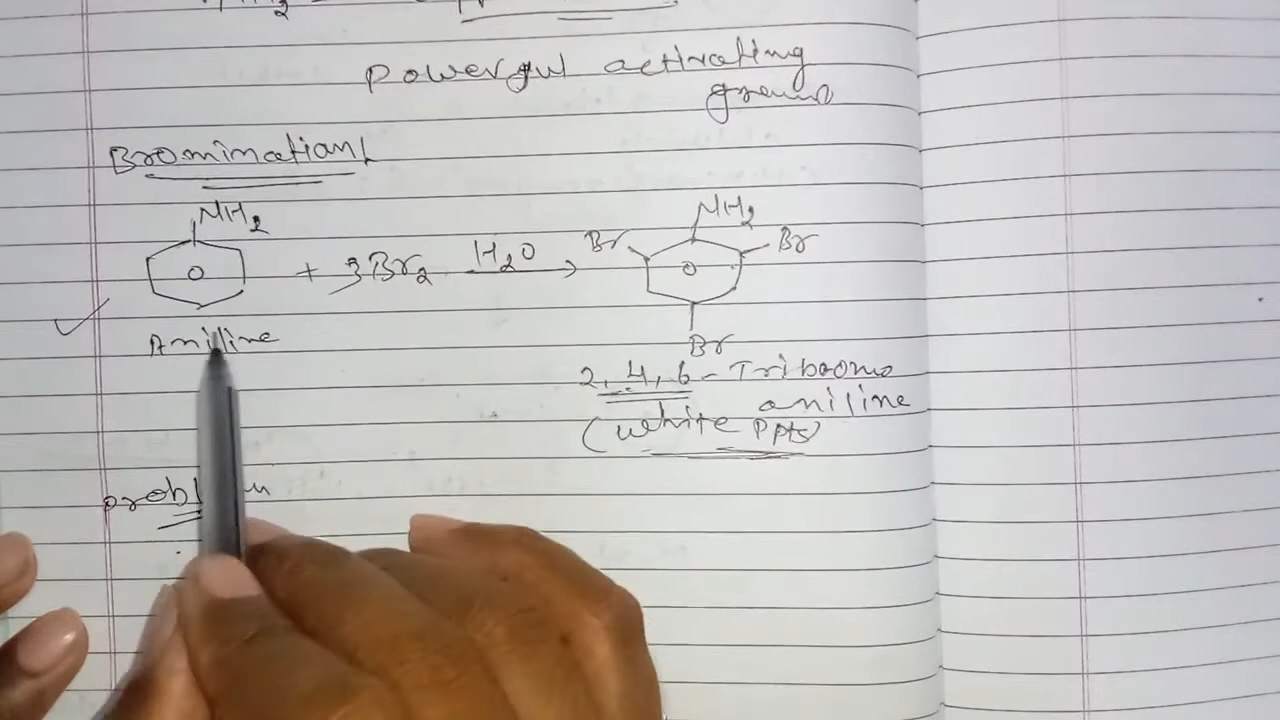 Powerful activating
group
Bromination
NH2
+ 3Br2 H2O →
Aniline
NH2
Br Br
Br
2, 4, 6 - Tribromo
aniline
(White PPts)